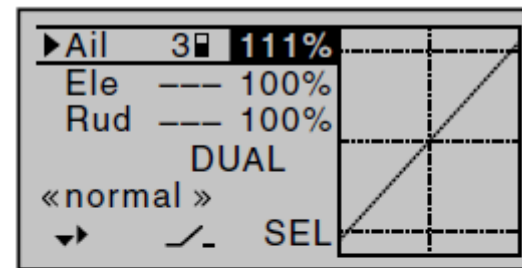 Ail 3 111%
Ele ––– 100%
Rud ––– 100%
DUAL
«normal »
SEL